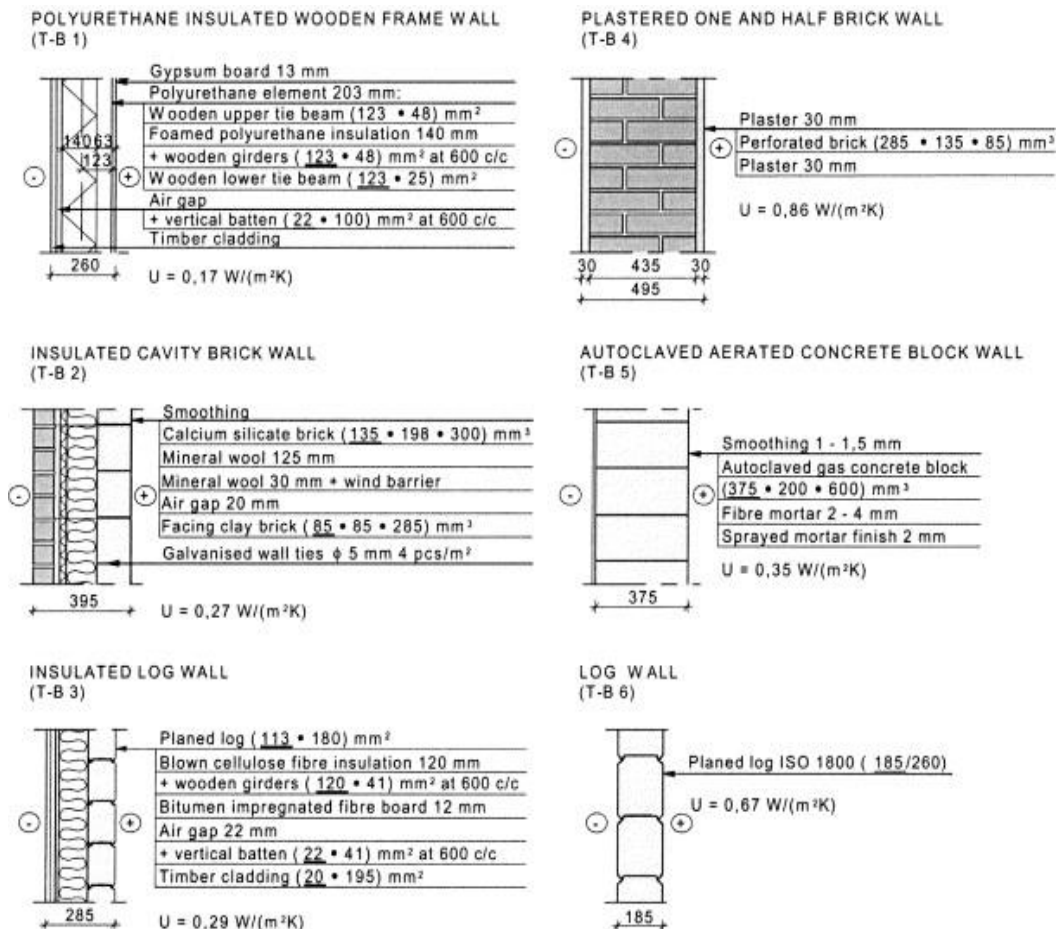 POLYURETHANE INSULATED WOODEN FRAME WALL
(T-B 1)
Gypsum board 13 mm
Polyurethane element 203 mm:
Wooden upper tie beam (123 • 48) mm²
Foamed polyurethane insulation 140 mm
+ wooden girders ( 123 • 48) mm² at 600 c/c
Wooden lower tie beam ( 123 • 25) mm²
Air gap
+ vertical batten ( 22 • 100) mm² at 600 c/c
Timber cladding
140 63
123
-
+
260
U = 0,17 W/(m²K)
PLASTERED ONE AND HALF BRICK WALL
(T-B 4)
Plaster 30 mm
Perforated brick (285 • 135 • 85) mm³
Plaster 30 mm
-
+
U = 0,86 W/(m²K)
30 435 30
495
INSULATED CAVITY BRICK WALL
(T-B 2)
Smoothing
Calcium silicate brick ( 135 • 198 • 300) mm³
Mineral wool 125 mm
Mineral wool 30 mm + wind barrier
Air gap 20 mm
Facing clay brick ( 85 • 85 • 285) mm³
Galvanised wall ties ϕ 5 mm 4 pcs/m²
-
+
395
U = 0,27 W/(m²K)
AUTOCLAVED AERATED CONCRETE BLOCK WALL
(T-B 5)
Smoothing 1 - 1,5 mm
Autoclaved gas concrete block
(375 • 200 • 600) mm³
Fibre mortar 2 - 4 mm
Sprayed mortar finish 2 mm
-
+
U = 0,35 W/(m²K)
375
INSULATED LOG WALL
(T-B 3)
Planed log ( 113 • 180) mm²
Blown cellulose fibre insulation 120 mm
+ wooden girders ( 120 • 41) mm² at 600 c/c
Bitumen impregnated fibre board 12 mm
Air gap 22 mm
+ vertical batten ( 22 • 41) mm² at 600 c/c
Timber cladding ( 20 • 195) mm²
-
+
285
U = 0,29 W/(m²K)
LOG WALL
(T-B 6)
Planed log ISO 1800 ( 185/260)
-
+
U = 0,67 W/(m²K)
185